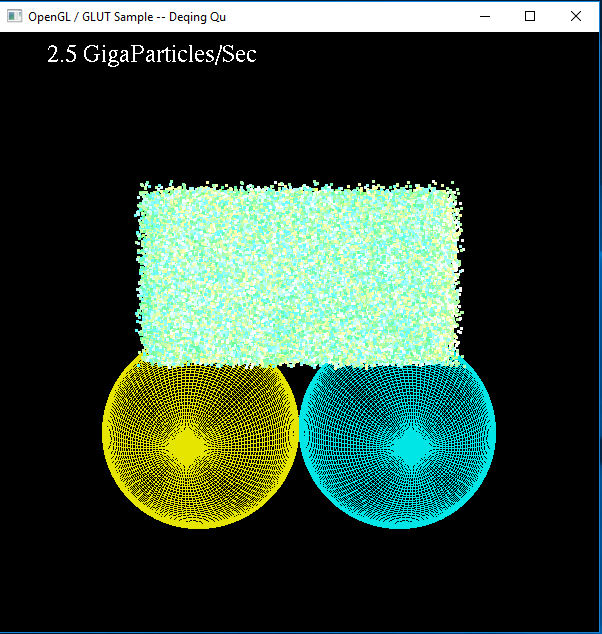 OpenGL / GLUT Sample -- Deqing Qu
2.5 GigaParticles/Sec